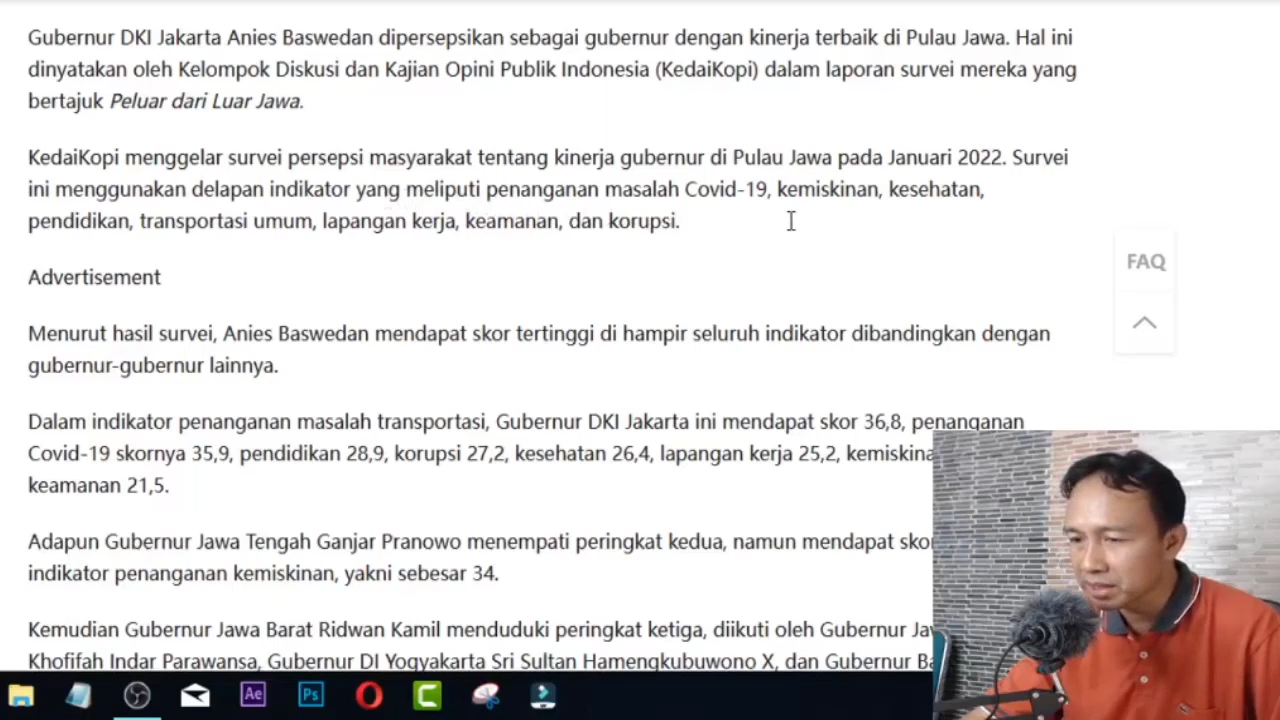 Gubernur DKI Jakarta Anies Baswedan dipersepsikan sebagai gubernur dengan kinerja terbaik di Pulau Jawa. Hal ini
dinyatakan oleh Kelompok Diskusi dan Kajian Opini Publik Indonesia (KedaiKopi) dalam laporan survei mereka yang
bertajuk Peluar dari Luar Jawa.
KedaiKopi menggelar survei persepsi masyarakat tentang kinerja gubernur di Pulau Jawa pada Januari 2022. Survei
ini menggunakan delapan indikator yang meliputi penanganan masalah Covid-19, kemiskinan, kesehatan,
pendidikan, transportasi umum, lapangan kerja, keamanan, dan korupsi.
FAQ
Advertisement
Menurut hasil survei, Anies Baswedan mendapat skor tertinggi di hampir seluruh indikator dibandingkan dengan
gubernur-gubernur lainnya.
Dalam indikator penanganan masalah transportasi, Gubernur DKI Jakarta ini mendapat skor 36,8, penanganan
Covid-19 skornya 35,9, pendidikan 28,9, korupsi 27,2, kesehatan 26,4, lapangan kerja 25,2,
keamanan 21,5.
Adapun Gubernur Jawa Tengah Ganjar Pranowo menempati peringkat kedua, namun mendapat
indikator penanganan kemiskinan, yakni sebesar 34.
Kemudian Gubernur Jawa Barat Ridwan Kamil menduduki peringkat ketiga, diikuti oleh Gubernur
Khofifah Indar Parawansa, Gubernur DI Yogyakarta Sri Sultan Hamengkubuwono X, dan Gubernur
Ae
Ps